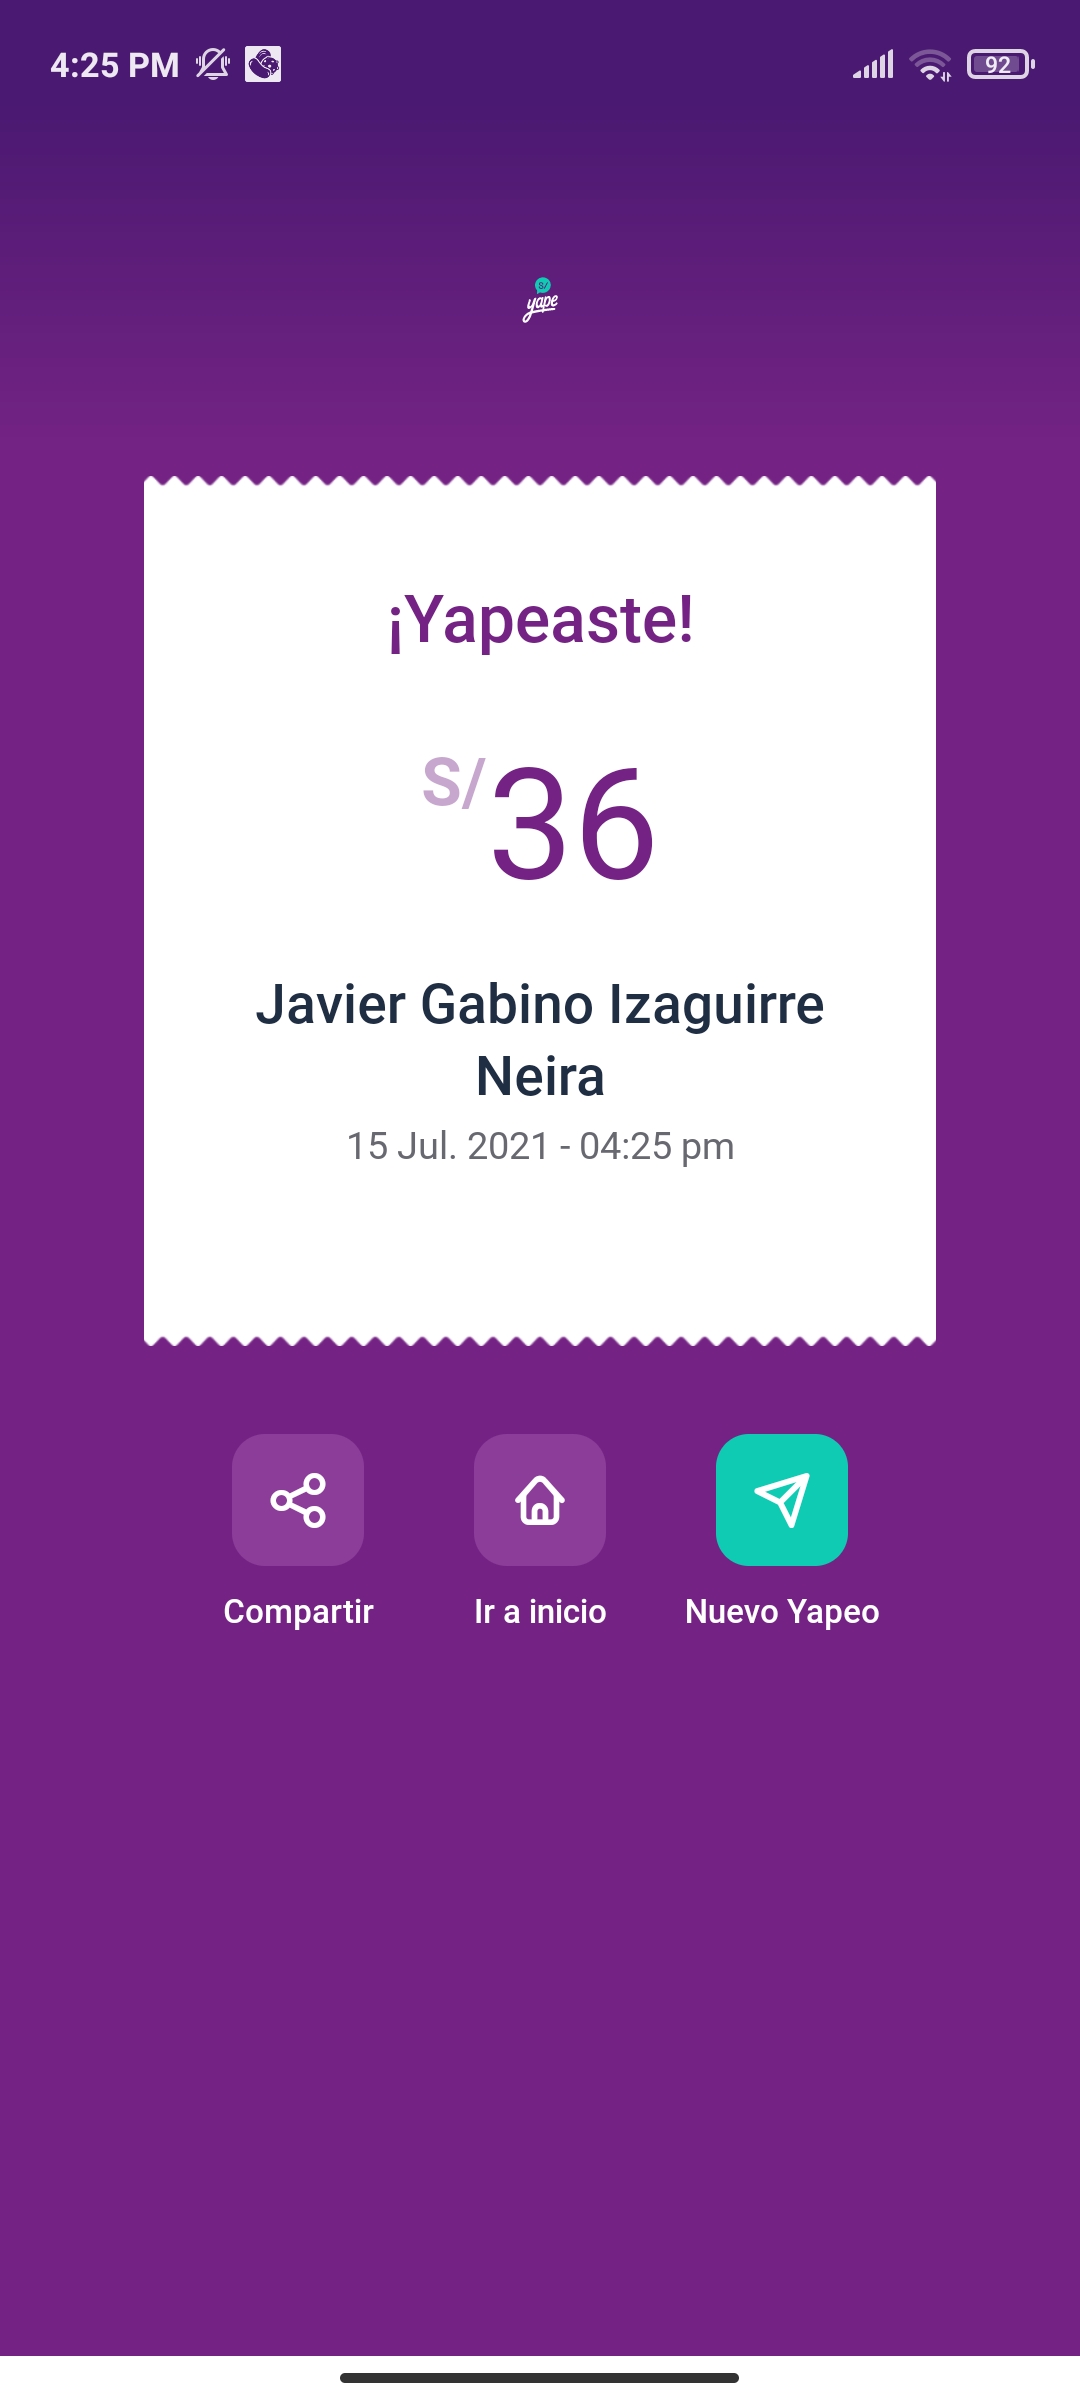 4:25 PM 92
S/
yape
¡Yapeaste!
S/36
Javier Gabino Izaguirre
Neira
15 Jul. 2021 - 04:25 pm
Compartir Ir a inicio Nuevo Yapeo